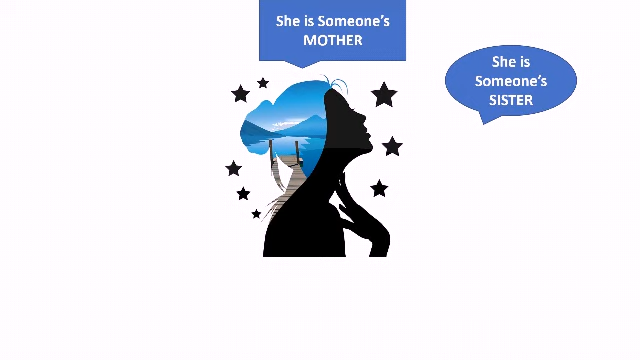 She is Someone's
MOTHER
She is
Someone's
SISTER